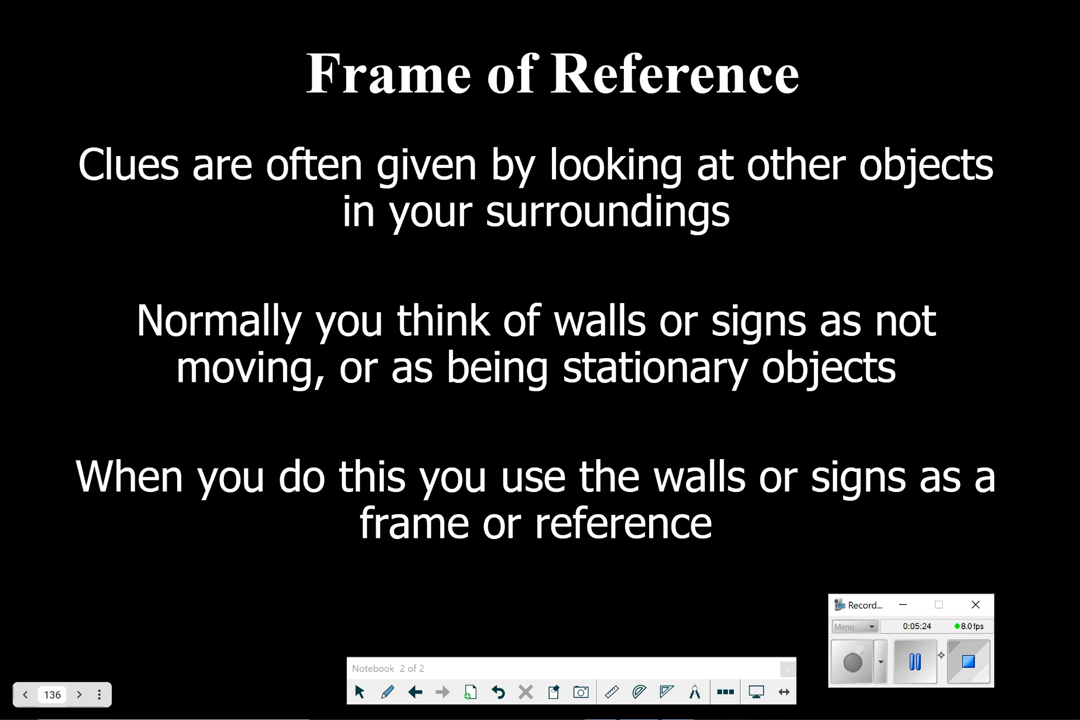 Frame of Reference
Clues are often given by looking at other objects
in your surroundings
Normally you think of walls or signs as not
moving, or as being stationary objects
When you do this you use the walls or signs as a
frame or reference
Record...
Menu
0:05:24
8.0 fps
Notebook 2 of 2
136